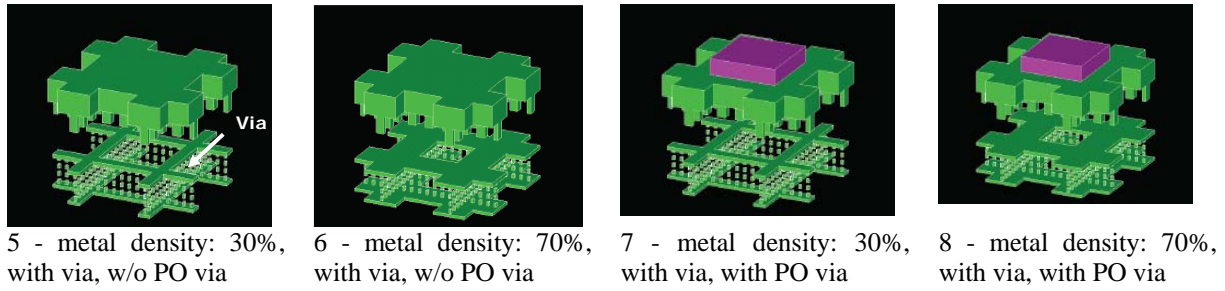 Via
5 - metal density: 30%,
with via, w/o PO via
6 - metal density: 70%,
with via, w/o PO via
7 - metal density: 30%,
with via, with PO via
8 - metal density: 70%,
with via, with PO via